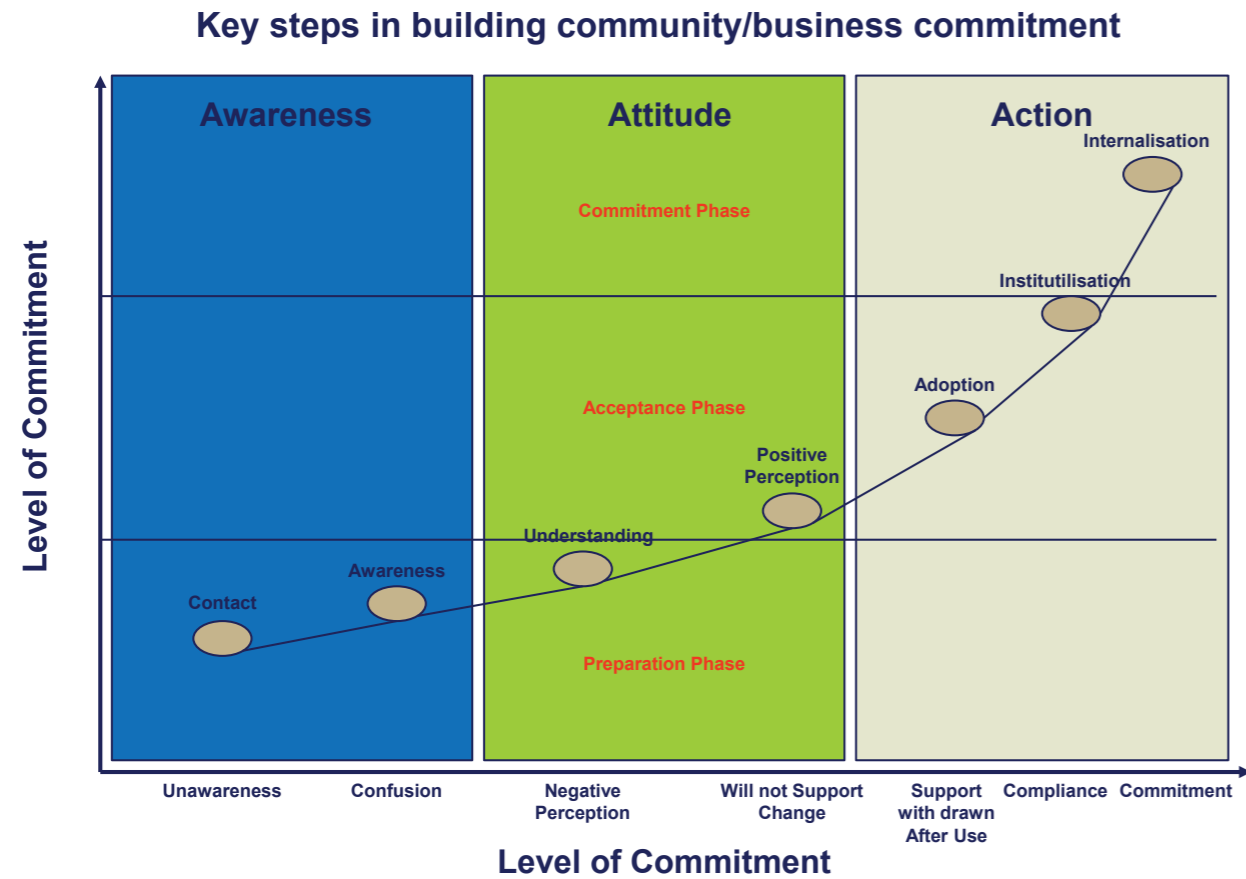 Key steps in building community/business commitment
Awareness
Attitude
Action
Internalisation
Commitment Phase
Institutilisation
Adoption
Acceptance Phase
Positive
Perception
Understanding
Awareness
Contact
Preparation Phase
Level of Commitment
Unawareness
Confusion
Negative
Perception
Will not Support
Change
Support
with drawn
After Use
Compliance
Commitment
Level of Commitment